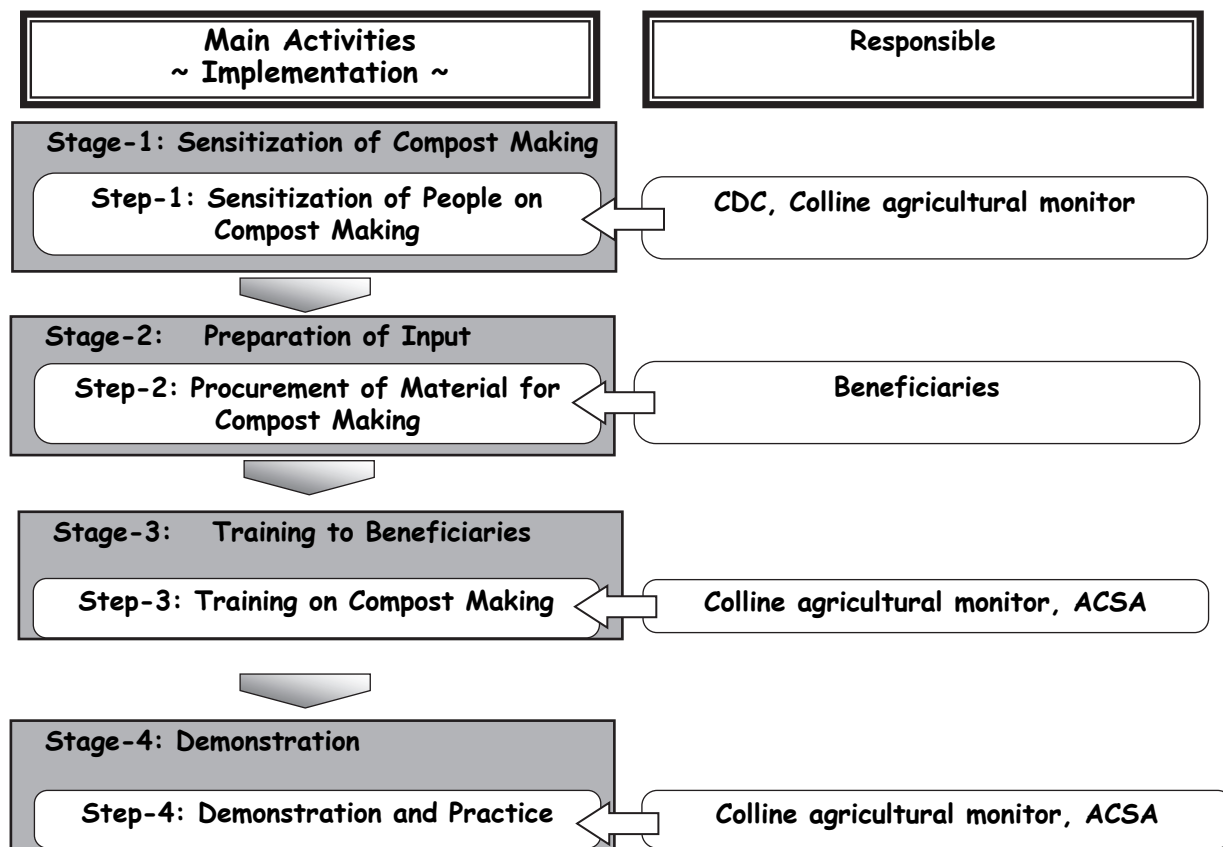 Main Activities
~ Implementation ~
Responsible
Stage-1: Sensitization of Compost Making
Step-1: Sensitization of People on
Compost Making
CDC, Colline agricultural monitor
Stage-2: Preparation of Input
Step-2: Procurement of Material for
Compost Making
Beneficiaries
Stage-3: Training to Beneficiaries
Step-3: Training on Compost Making
Colline agricultural monitor, ACSA
Stage-4: Demonstration
Step-4: Demonstration and Practice
Colline agricultural monitor, ACSA